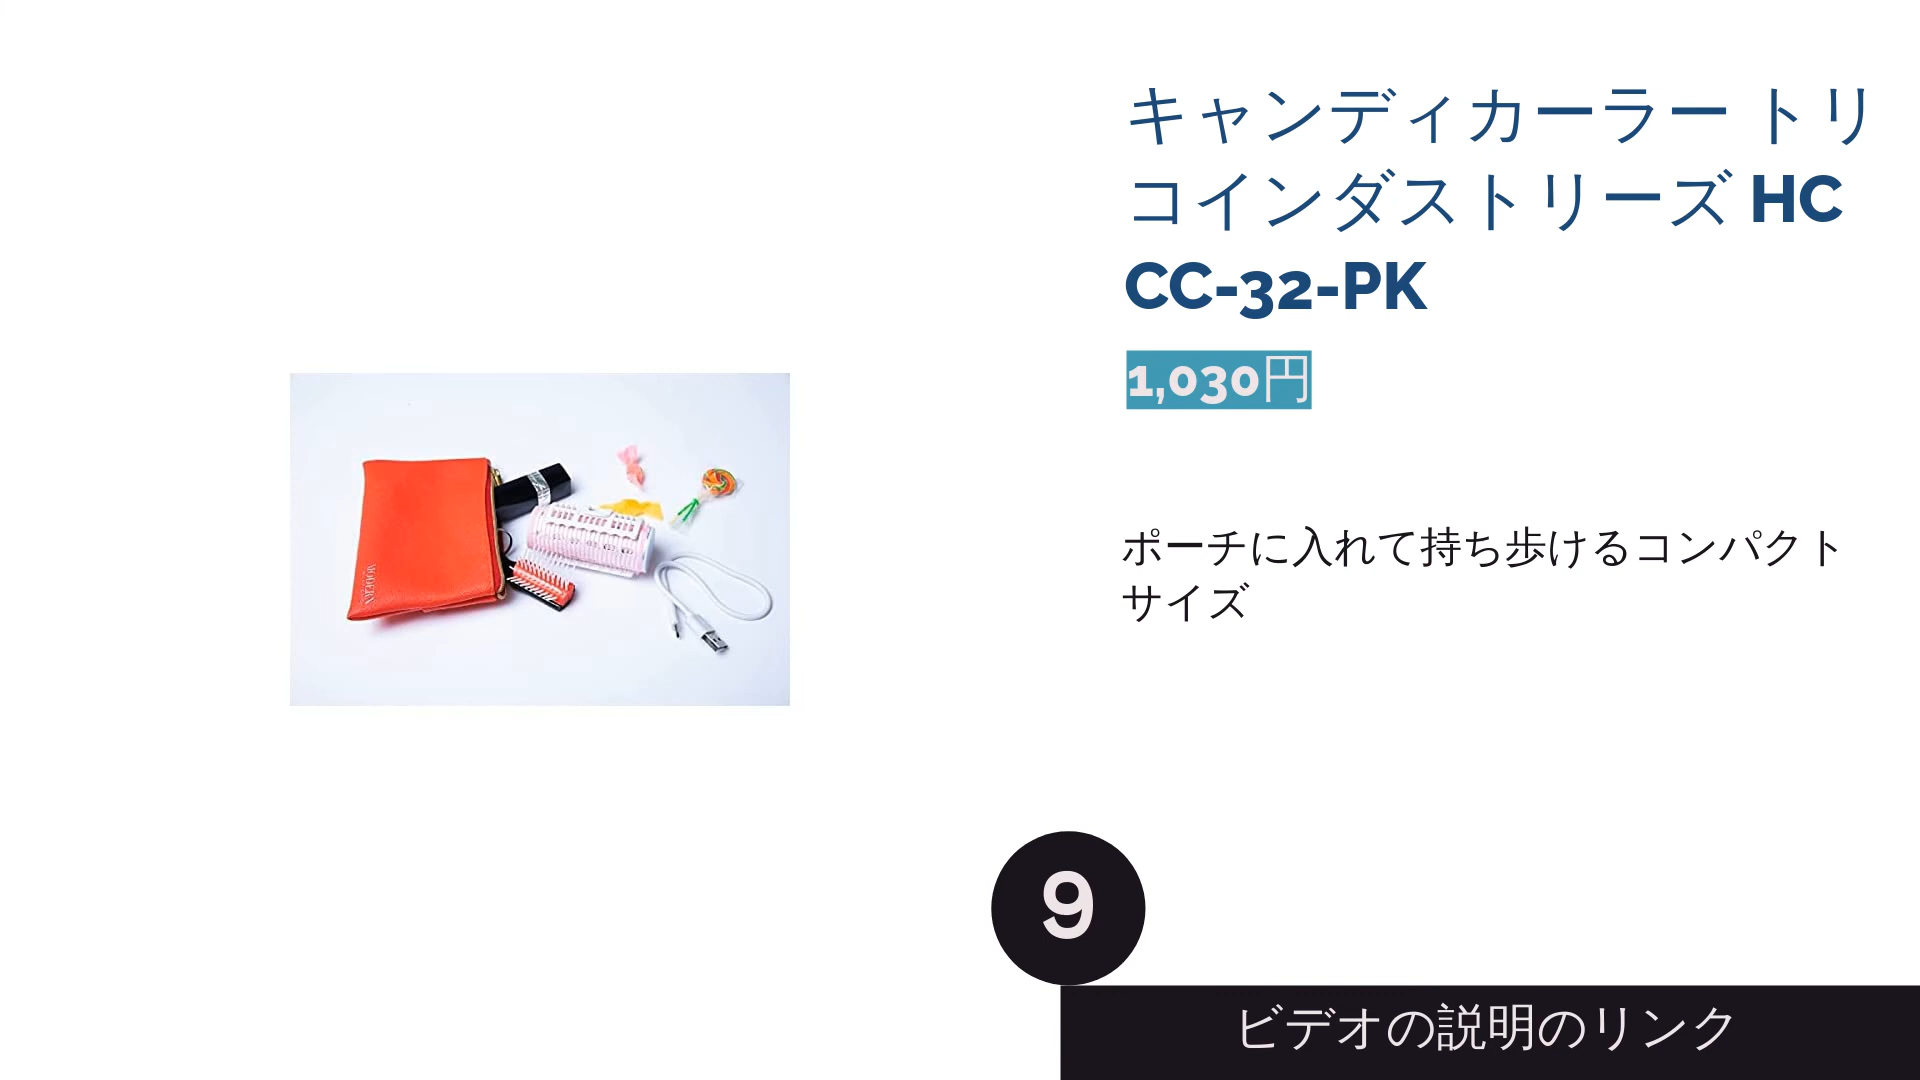 キャンディカーラー トリ
コインダストリーズ HC
CC-32-PK
1,030円
ポーチに入れて持ち歩けるコンパクト
サイズ
9
ビデオの説明のリンク